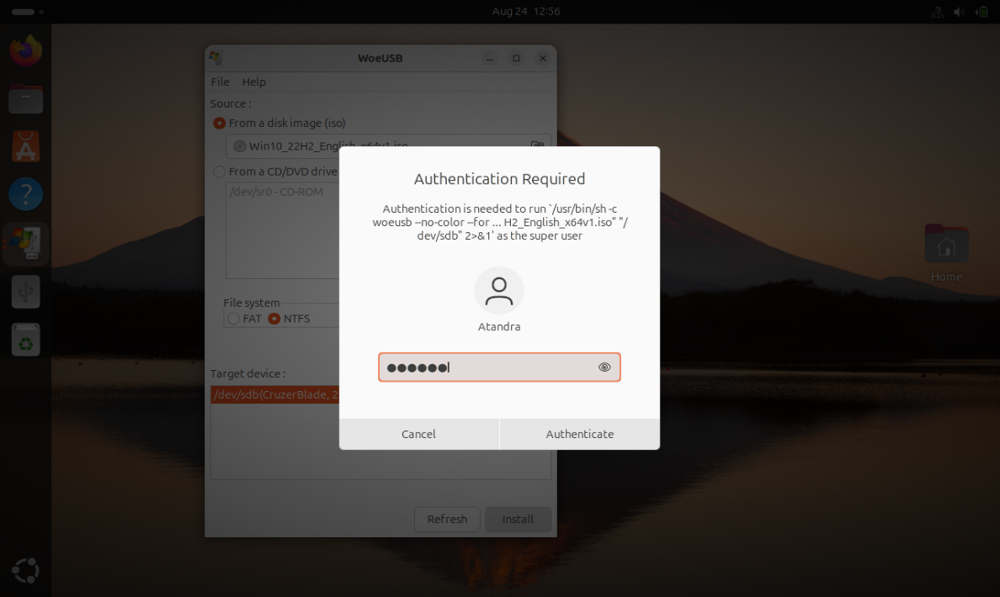 Aug 24 12:56
WoeUSB
File Help
Source :
From a disk image (iso)
Win10_22H2_English_x64v1.iso
From a CD/DVD drive
/dev/sr0 - CD-ROM
File system
FAT NTFS
Target device :
/dev/sdb(CruzerBlade, 2
Refresh Install
Authentication Required
Authentication is needed to run `/usr/bin/sh -c
woeusb --no-color --for ... H2_English_x64v1.iso" "/
dev/sdb" 2>&1' as the super user
Atandra
Cancel Authenticate
Home